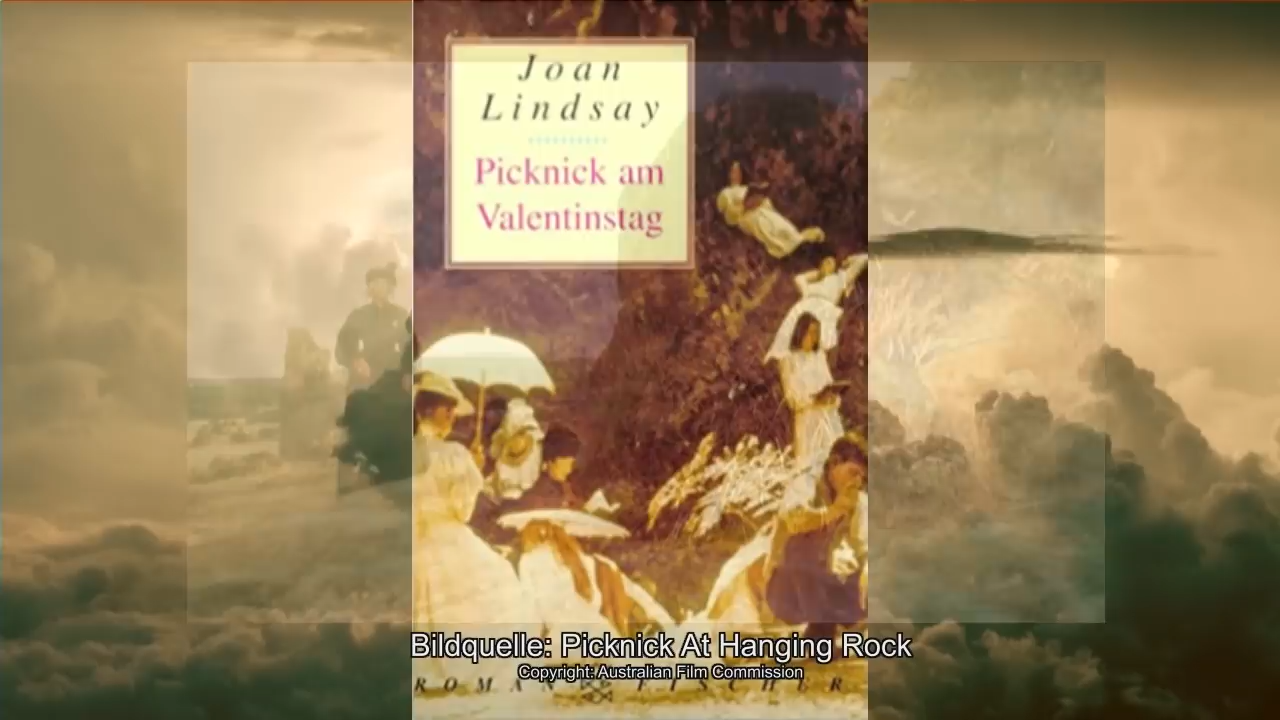 Joan
Lindsay
Picknick am
Valentinstag
Bildquelle: Picknick At Hanging Rock
Copyright: Australian Film Commission
ROMAN FISCHER